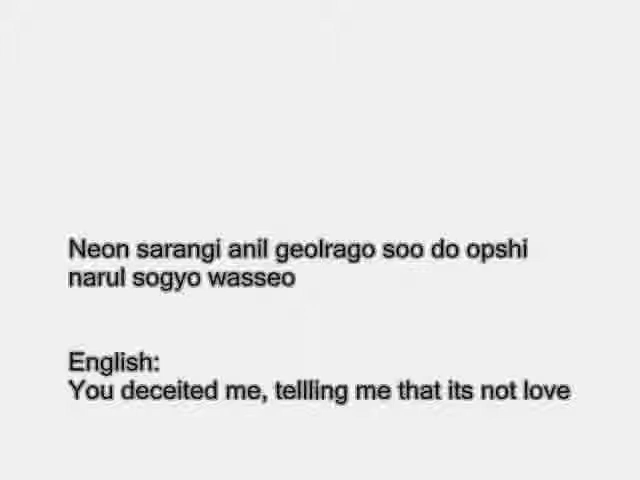 Neon sarangi anil geolrago soo do opshi
narul sogyo wasseo
English:
You deceited me, tellling me that its not love